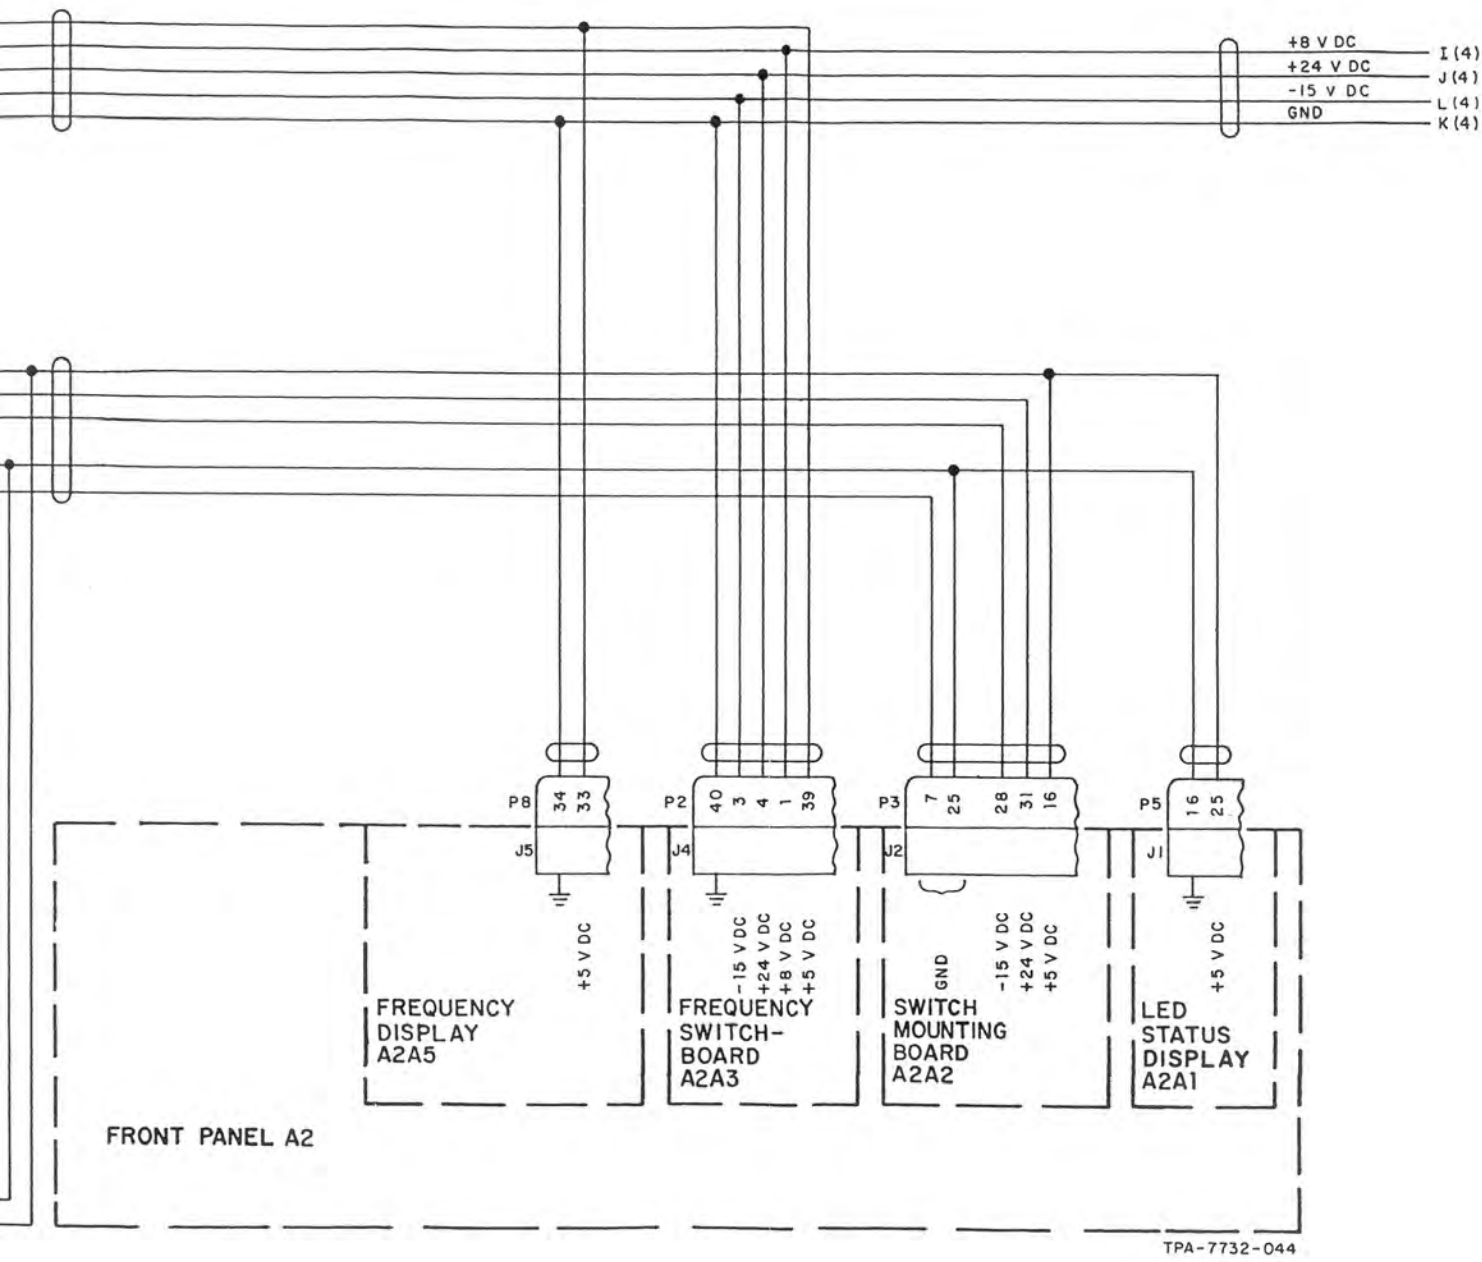 +8 V DC
I (4)
+24 V DC
J (4)
-15 V DC
L (4)
GND
K (4)
P8
34
33
P2
40
3
4
1
39
P3
7
25
28
31
16
P5
16
25
J5
J4
J2
J1
+5 V DC
-15 V DC
+24 V DC
+8 V DC
+5 V DC
GND
-15 V DC
+24 V DC
+5 V DC
+5 V DC
FREQUENCY
DISPLAY
A2A5
FREQUENCY
SWITCH-
BOARD
A2A3
SWITCH
MOUNTING
BOARD
A2A2
LED
STATUS
DISPLAY
A2A1
FRONT PANEL A2
TPA-7732-044